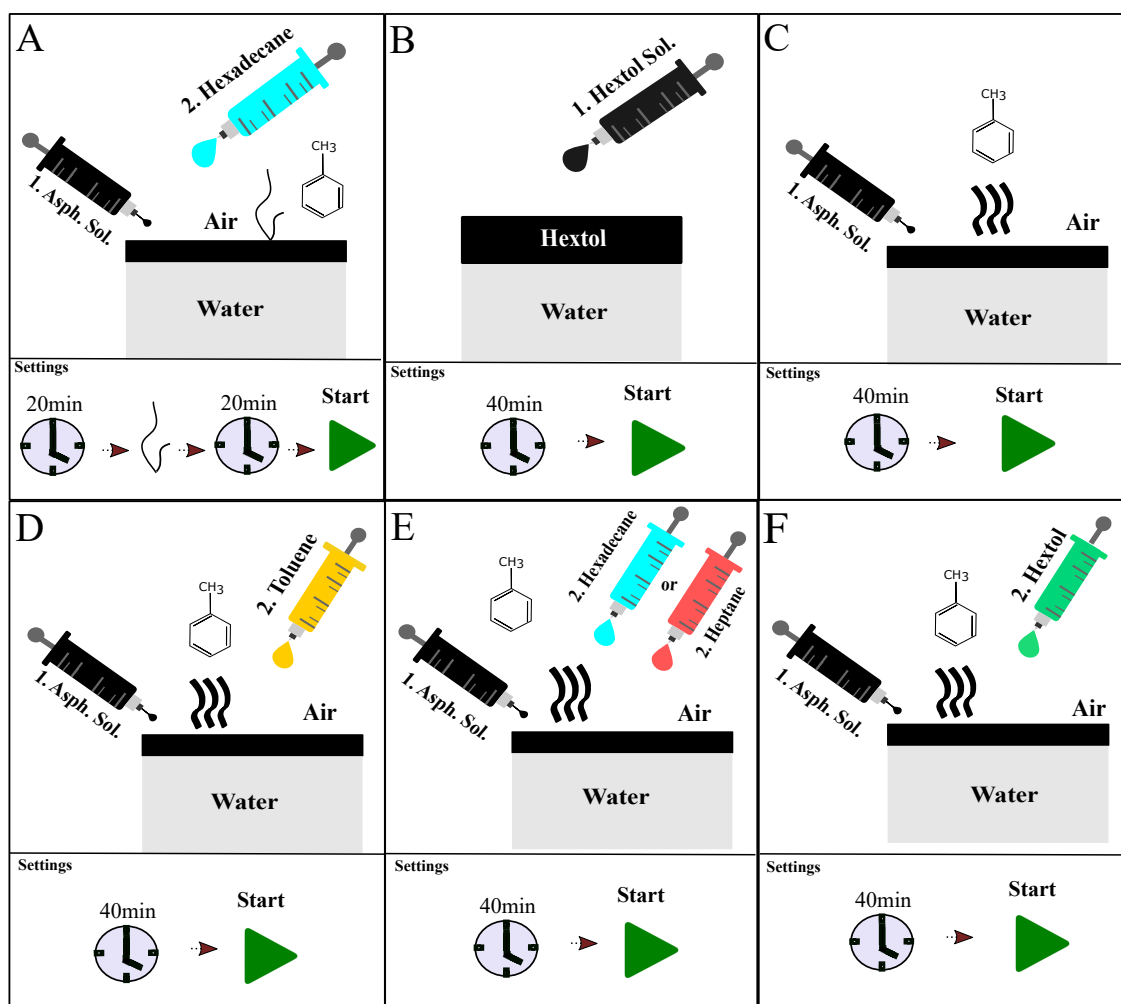 A
2. Hexadecane
1. Asph. Sol.
CH3
Air
Water
Settings
20min
20min
Start
B
1. Hextol Sol.
Hextol
Water
Settings
40min
Start
C
CH3
1. Asph. Sol.
Air
Water
Settings
40min
Start
D
2. Toluene
CH3
1. Asph. Sol.
Air
Water
Settings
40min
Start
E
2. Hexadecane
or
2. Heptane
CH3
1. Asph. Sol.
Air
Water
Settings
40min
Start
F
2. Hextol
CH3
1. Asph. Sol.
Air
Water
Settings
40min
Start